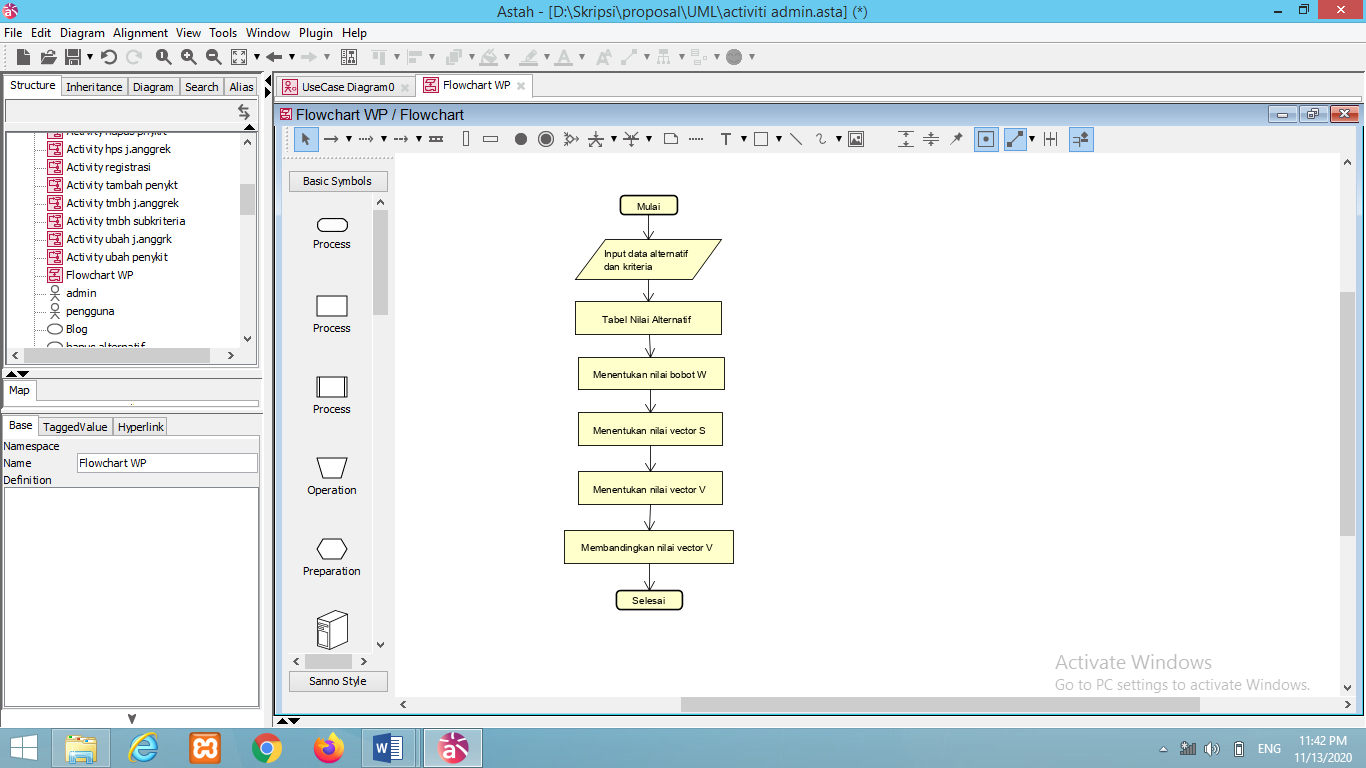 Astah - [D:\Skripsi\proposal\UML\activiti admin.asta] (*)
File Edit Diagram Alignment View Tools Window Plugin Help
Structure Inheritance Diagram Search Alias
UseCase Diagram0
Flowchart WP
Flowchart WP / Flowchart
Activity hapus pnykt
Activity hps j.anggrek
Activity registrasi
Activity tambah penykt
Activity tmbh j.anggrek
Activity tmbh subkriteria
Activity ubah j.anggrk
Activity ubah penykit
Flowchart WP
admin
pengguna
Blog
hapus alternatif
Map
Base TaggedValue Hyperlink
Namespace
Name Flowchart WP
Definition
Basic Symbols
Process
Process
Process
Operation
Preparation
Sanno Style
Mulai
Input data alternatif
dan kriteria
Tabel Nilai Alternatif
Menentukan nilai bobot W
Menentukan nilai vector S
Menentukan nilai vector V
Membandingkan nilai vector V
Selesai
Activate Windows
Go to PC settings to activate Windows.
ENG
11:42 PM
11/13/2020